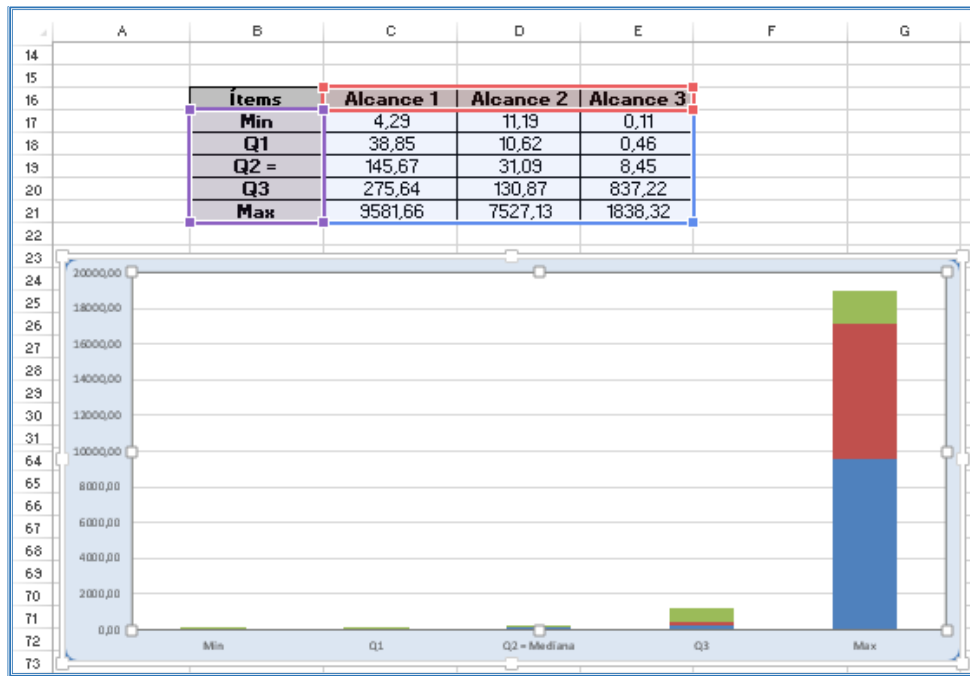 A B C D E F G
14
15
16 Ítems Alcance 1 Alcance 2 Alcance 3
17 Min 4,29 11,19 0,11
18 Q1 38,85 10,62 0,46
19 Q2 = 145,67 31,09 8,45
20 Q3 275,64 130,87 837,22
21 Max 9581,66 7527,13 1838,32
22
23
24 20000,00
25 18000,00
26 16000,00
27
28 14000,00
29
30 12000,00
31
64 10000,00
65 8000,00
66
67 6000,00
68 4000,00
69
70 2000,00
71
72 0,00
Min Q1 Q2 = Mediana Q3 Max
73